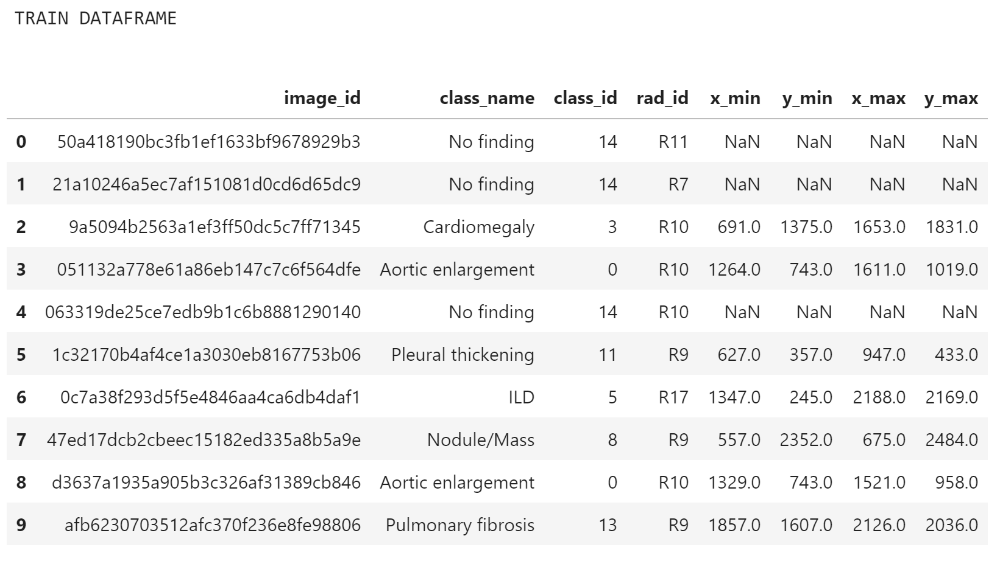 TRAIN DATAFRAME
image_id class_name class_id rad_id x_min y_min x_max y_max
0 50a418190bc3fb1ef1633bf9678929b3 No finding 14 R11 NaN NaN NaN NaN
1 21a10246a5ec7af151081d0cd6d65dc9 No finding 14 R7 NaN NaN NaN NaN
2 9a5094b2563a1ef3ff50dc5c7ff71345 Cardiomegaly 3 R10 691.0 1375.0 1653.0 1831.0
3 051132a778e61a86eb147c7c6f564dfe Aortic enlargement 0 R10 1264.0 743.0 1611.0 1019.0
4 063319de25ce7edb9b1c6b8881290140 No finding 14 R10 NaN NaN NaN NaN
5 1c32170b4af4ce1a3030eb8167753b06 Pleural thickening 11 R9 627.0 357.0 947.0 433.0
6 0c7a38f293d5f5e4846aa4ca6db4daf1 ILD 5 R17 1347.0 245.0 2188.0 2169.0
7 47ed17dcb2cbeec15182ed335a8b5a9e Nodule/Mass 8 R9 557.0 2352.0 675.0 2484.0
8 d3637a1935a905b3c326af31389cb846 Aortic enlargement 0 R10 1329.0 743.0 1521.0 958.0
9 afb6230703512afc370f236e8fe98806 Pulmonary fibrosis 13 R9 1857.0 1607.0 2126.0 2036.0